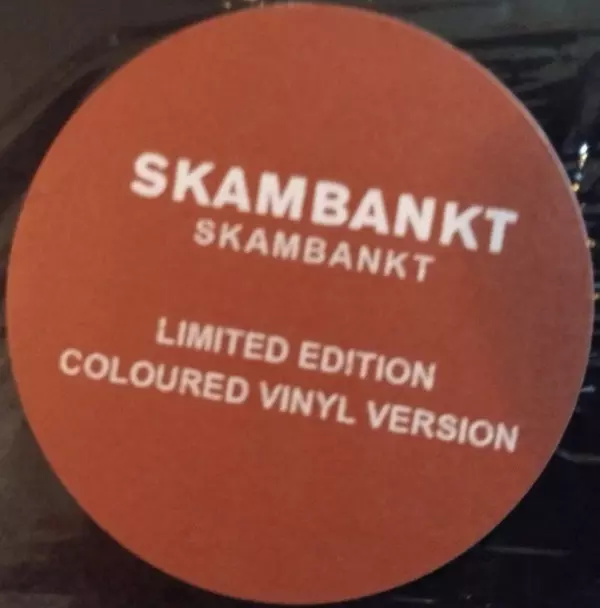 SKAMBANKT
SKAMBANKT
LIMITED EDITION
COLOURED VINYL VERSION